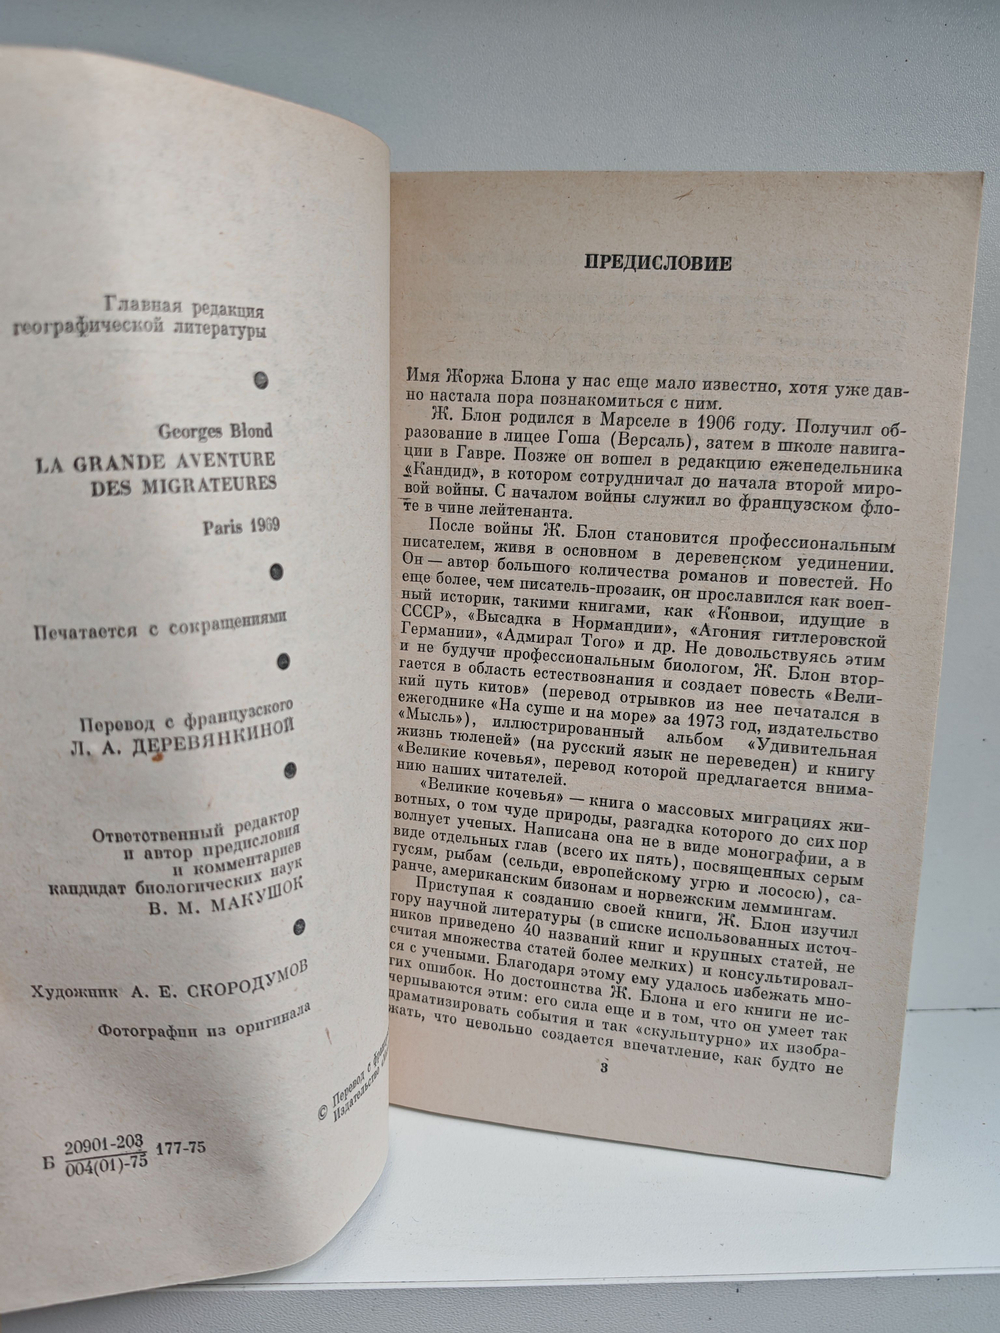 Главная редакция
географической литературы
Georges Blond
LA GRANDE AVENTURE
DES MIGRATEURES
Paris 1969
Печатается с сокращениями
Перевод с французского
Л. А. ДЕРЕВЯНКИНОЙ
Ответственный редактор
и автор предисловия
и комментариев
кандидат биологических наук
В. М. МАКУШОК
Художник А. Е. СКОРОДУМОВ
Фотографии из оригинала
© Перевод с
Издательство
Б 20901-203 177-75
004(01)-75
ПРЕДИСЛОВИЕ
Имя Жоржа Блона у нас еще мало известно, хотя уже дав-
но настала пора познакомиться с ним.
Ж. Блон родился в Марселе в 1906 году. Получил об-
разование в лицее Гоша (Версаль), затем в школе навига-
ции в Гавре. Позже он вошел в редакцию еженедельника
«Кандид», в котором сотрудничал до начала второй миро-
вой войны. С началом войны служил во французском фло-
те в чине лейтенанта.
После войны Ж. Блон становится профессиональным
писателем, живя в основном в деревенском уединении.
Он — автор большого количества романов и повестей. Но
еще более, чем писатель-прозаик, он прославился как воен-
ный историк, такими книгами, как «Конвои, идущие в
СССР», «Высадка в Нормандии», «Агония гитлеровской
Германии», «Адмирал Того» и др. Не довольствуясь этим
и не будучи профессиональным биологом, Ж. Блон втор-
гается в область естествознания и создает повесть «Вели-
кий путь китов» (перевод отрывков из нее печатался в
ежегоднике «На суше и на море» за 1973 год, издательство
«Мысль»), иллюстрированный альбом «Удивительная
жизнь тюленей» (на русский язык не переведен) и книгу
«Великие кочевья», перевод которой предлагается внима-
нию наших читателей.
«Великие кочевья» — книга о массовых миграциях жи-
вотных, о том чуде природы, разгадка которого до сих пор
волнует ученых. Написана она не в виде монографии, а в
виде отдельных глав (всего их пять), посвященных серым
гусям, рыбам (сельди, европейскому угрю и лососю), са-
ранче, американским бизонам и норвежским леммингам.
Приступая к созданию своей книги, Ж. Блон изучил
гору научной литературы (в списке использованных источ-
ников приведено 40 названий книг и крупных статей, не
считая множества статей более мелких) и консультировал-
ся с учеными. Благодаря этому ему удалось избежать мно-
гих ошибок. Но достоинства Ж. Блона и его книги не ис-
черпываются этим: его сила еще и в том, что он умеет так
драматизировать события и так «скульптурно» их изобра-
жать, что невольно создается впечатление, как будто не
3